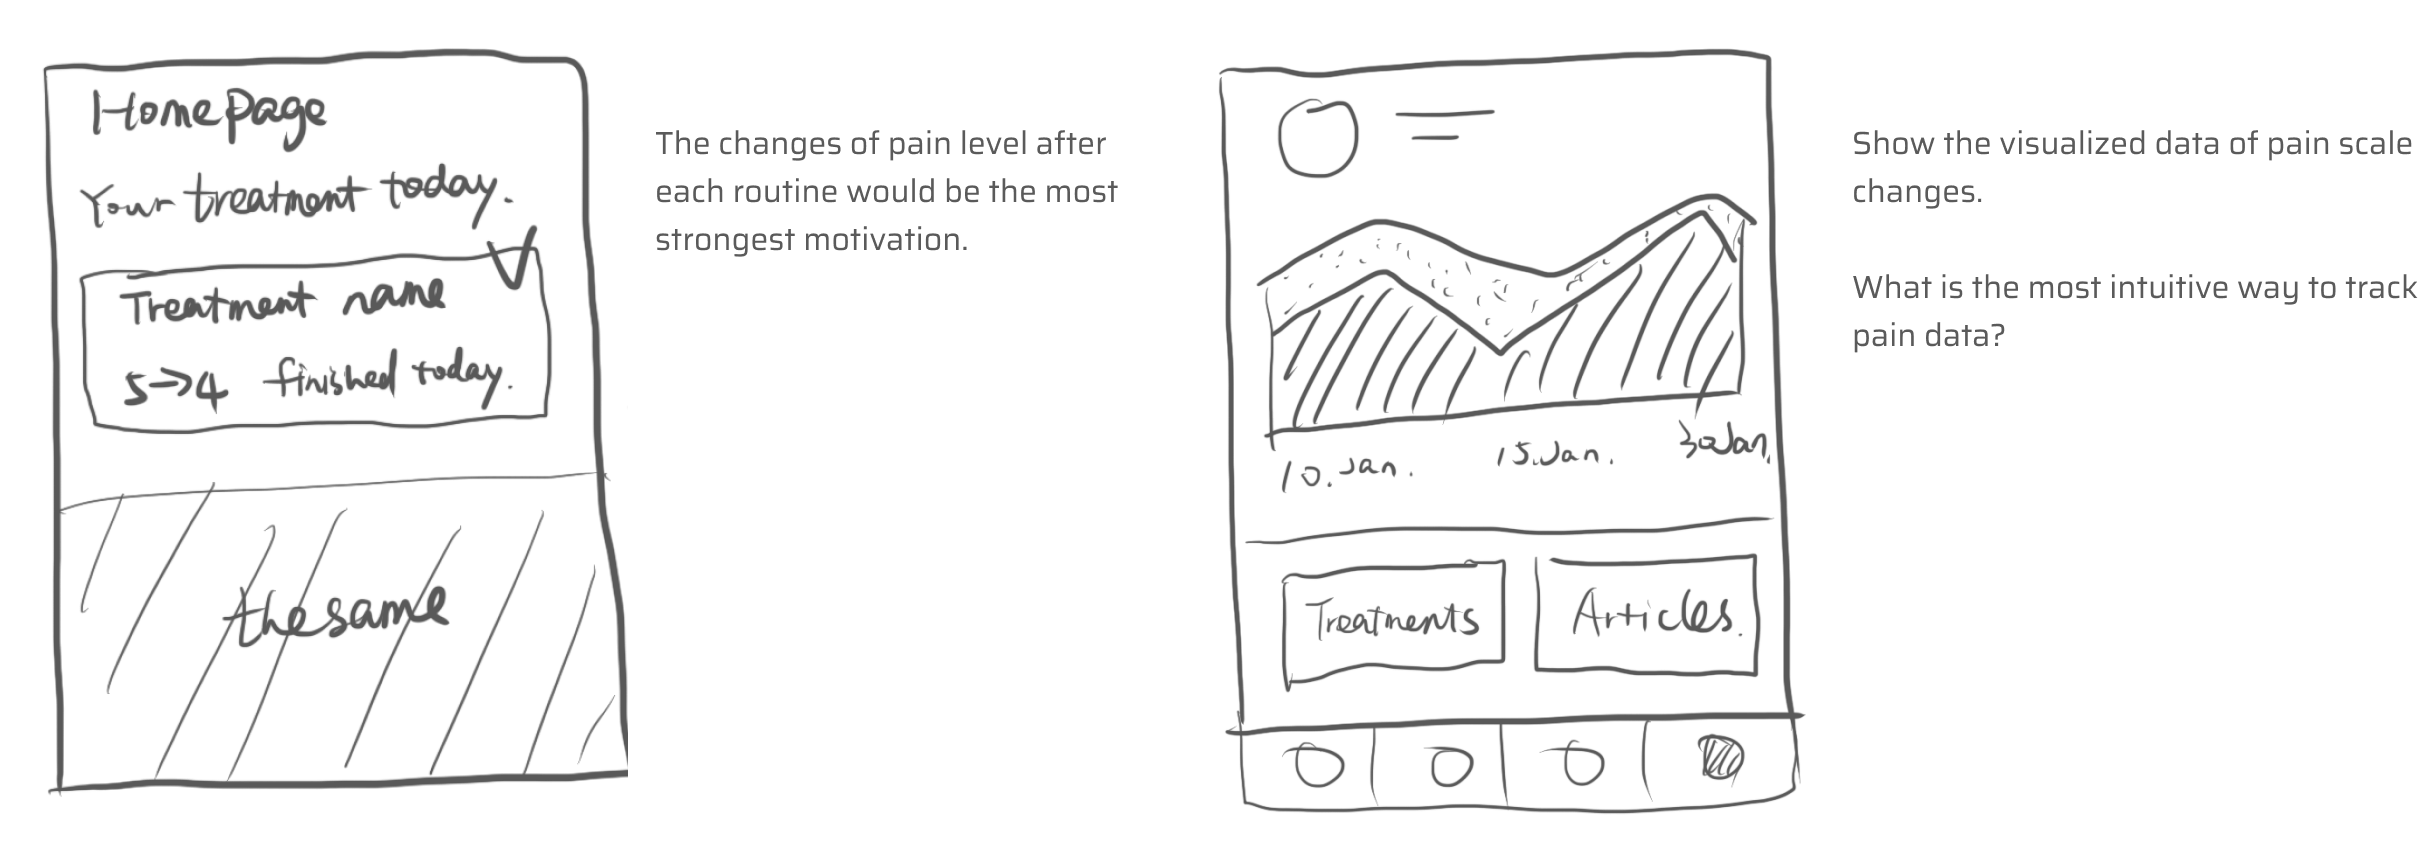 HomePage
Your treatment today.
Treatment name
5→4 finished today.
the same
The changes of pain level after
each routine would be the most
strongest motivation.
10. Jan.
15. Jan.
30 Jan.
Treatments
Articles.
Show the visualized data of pain scale
changes.
What is the most intuitive way to track
pain data?